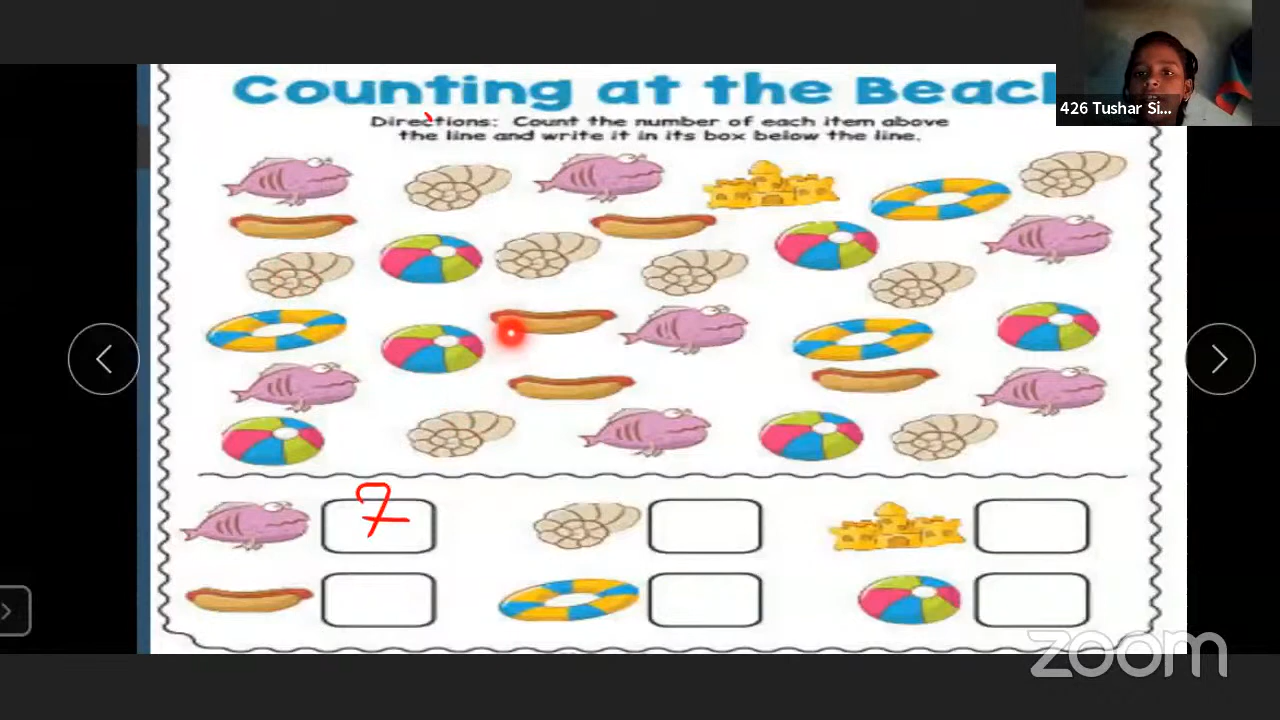 Counting at the Beach
426 Tushar Si...
Directions: Count the number of each item above
the line and write it in its box below the line.
7
zoom